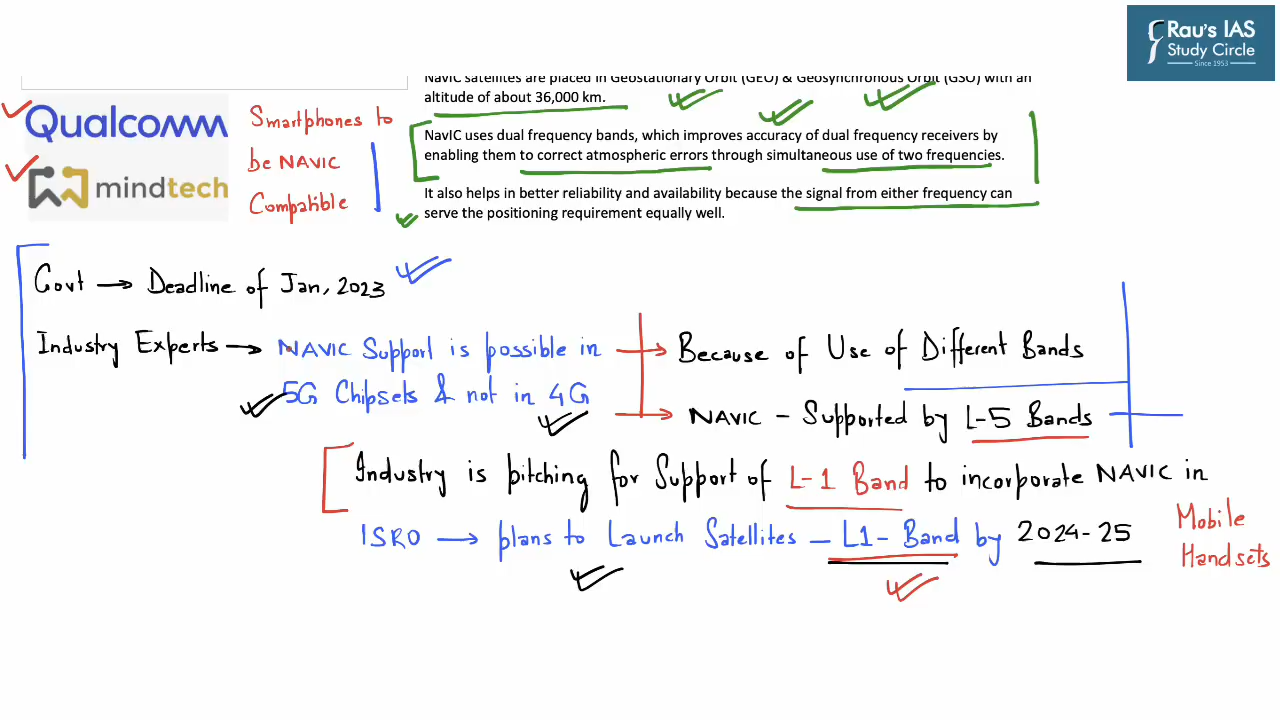 Rau's IAS
Study Circle
Since 1953
NavIC satellites are placed in Geostationary Orbit (GEO) & Geosynchronous Orbit (GSO) with an
altitude of about 36,000 km.
NavIC uses dual frequency bands, which improves accuracy of dual frequency receivers by
enabling them to correct atmospheric errors through simultaneous use of two frequencies.
It also helps in better reliability and availability because the signal from either frequency can
serve the positioning requirement equally well.
Qualcomm
mindtech
Smartphones to
be NAVIC
Compatible
Govt → Deadline of Jan, 2023
Industry Experts → NAVIC Support is possible in
5G Chipsets & not in 4G
→ Because of Use of Different Bands
→ NAVIC - Supported by L-5 Bands
Industry is pitching for Support of L-1 Band to incorporate NAVIC in
Mobile
Handsets
ISRO → plans to Launch Satellites - L1- Band by 2024-25